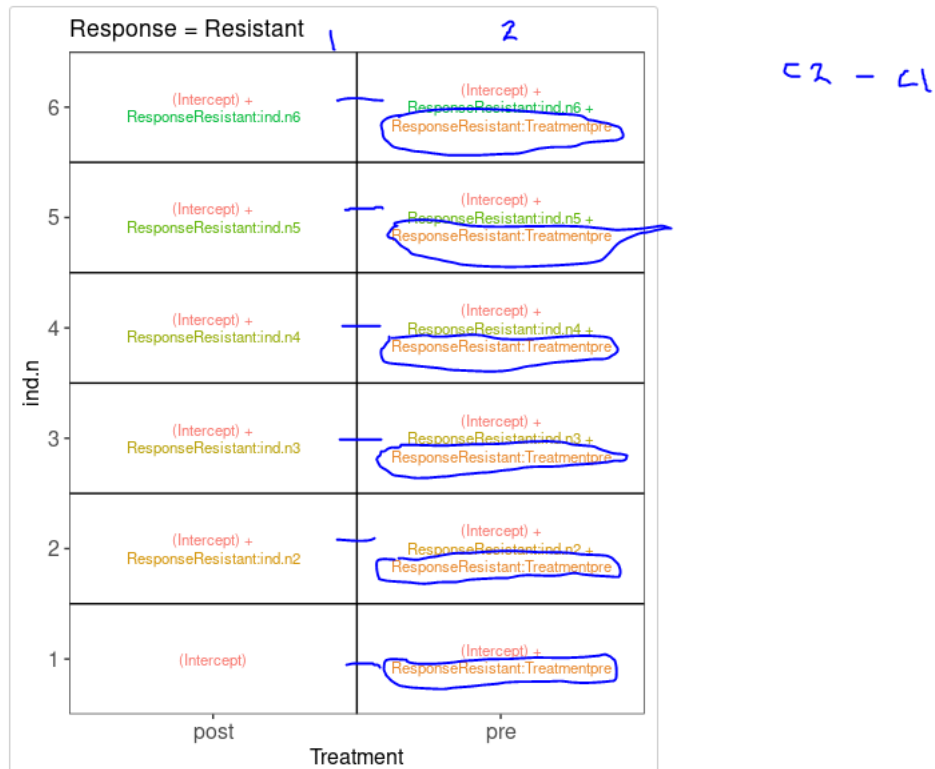 Response = Resistant
1
2
C2 - C1
6
(Intercept) +
ResponseResistant:ind.n6
(Intercept) +
ResponseResistant:ind.n6 +
ResponseResistant:Treatmentpre
5
(Intercept) +
ResponseResistant:ind.n5
(Intercept) +
ResponseResistant:ind.n5 +
ResponseResistant:Treatmentpre
4
(Intercept) +
ResponseResistant:ind.n4
(Intercept) +
ResponseResistant:ind.n4 +
ResponseResistant:Treatmentpre
ind.n
3
(Intercept) +
ResponseResistant:ind.n3
(Intercept) +
ResponseResistant:ind.n3 +
ResponseResistant:Treatmentpre
2
(Intercept) +
ResponseResistant:ind.n2
(Intercept) +
ResponseResistant:ind.n2 +
ResponseResistant:Treatmentpre
1
(Intercept)
(Intercept) +
ResponseResistant:Treatmentpre
post
pre
Treatment